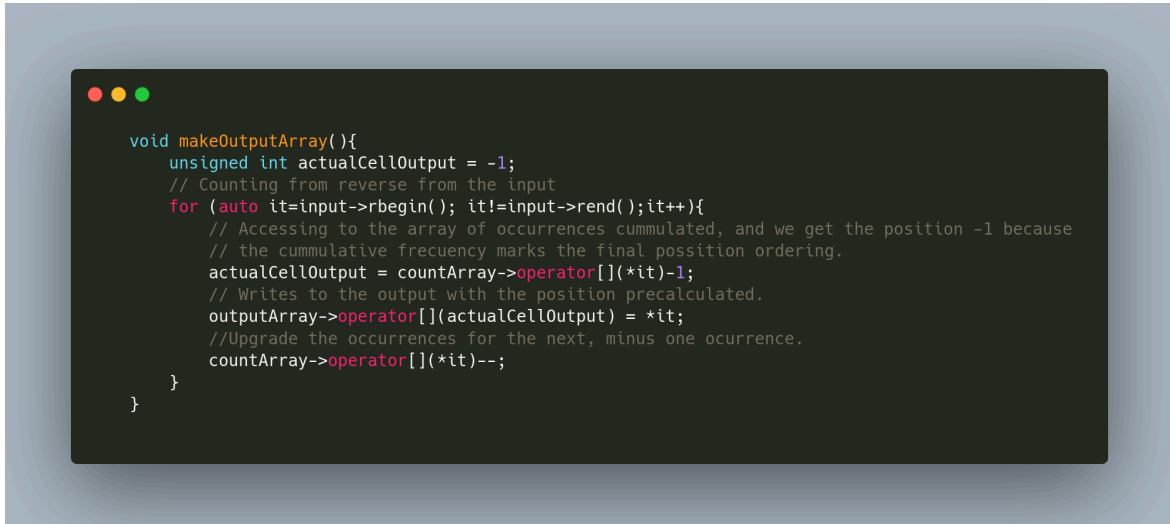 void makeOutputArray(){
    unsigned int actualCellOutput = -1;
    // Counting from reverse from the input
    for (auto it=input->rbegin(); it!=input->rend();it++){
        // Accessing to the array of occurrences cummulated, and we get the position -1 because
        // the cummulative frecuency marks the final possition ordering.
        actualCellOutput = countArray->operator[](*it)-1;
        // Writes to the output with the position precalculated.
        outputArray->operator[](actualCellOutput) = *it;
        //Upgrade the occurrences for the next, minus one ocurrence.
        countArray->operator[](*it)--;
    }
}